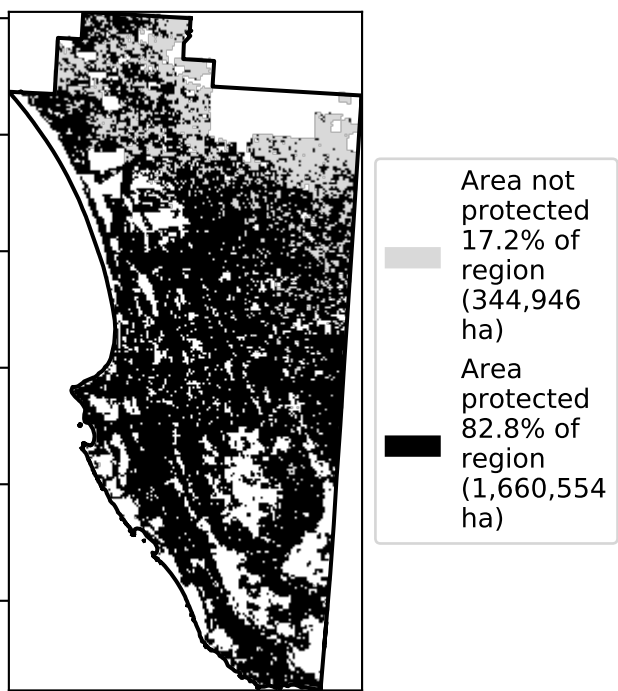 Area not
protected
17.2% of
region
(344,946
ha)
Area
protected
82.8% of
region
(1,660,554
ha)